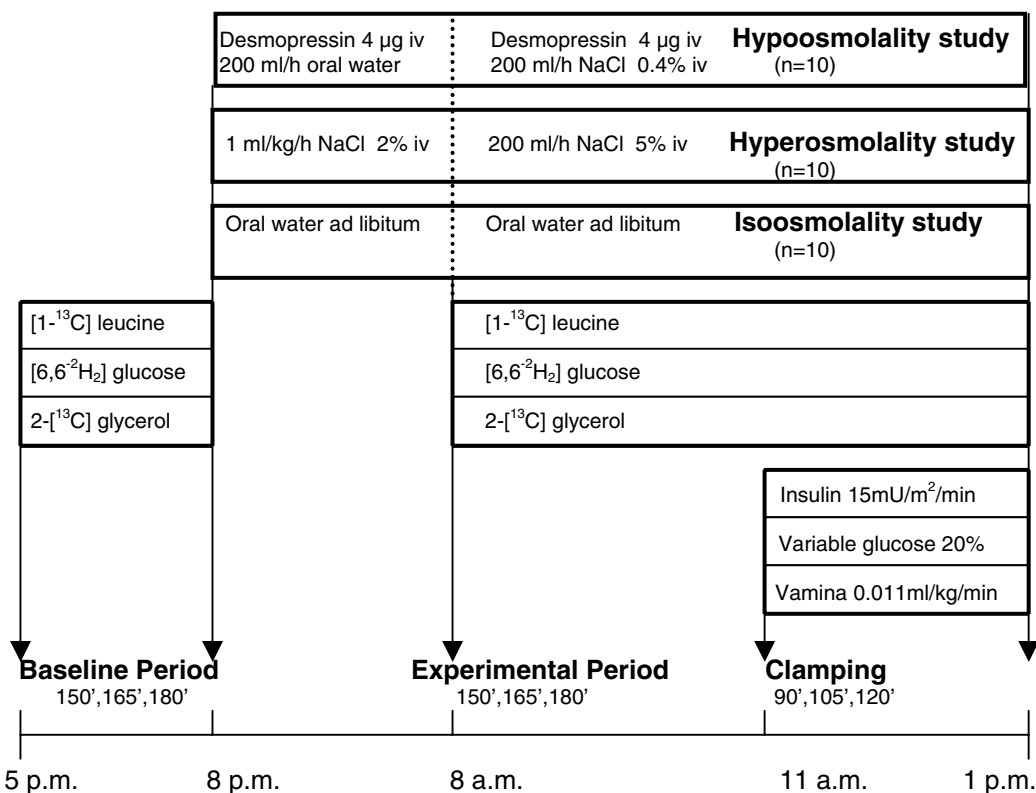 Desmopressin 4 µg iv
200 ml/h oral water
Desmopressin 4 µg iv
200 ml/h NaCl 0.4% iv
Hypoosmolality study
(n=10)
1 ml/kg/h NaCl 2% iv
200 ml/h NaCl 5% iv
Hyperosmolality study
(n=10)
Oral water ad libitum
Oral water ad libitum
Isoosmolality study
(n=10)
[1-¹³C] leucine
[6,6⁻²H₂] glucose
2-[¹³C] glycerol
[1-¹³C] leucine
[6,6⁻²H₂] glucose
2-[¹³C] glycerol
Insulin 15mU/m²/min
Variable glucose 20%
Vamina 0.011ml/kg/min
Baseline Period
150’,165’,180’
Experimental Period
150’,165’,180’
Clamping
90’,105’,120’
5 p.m. 8 p.m. 8 a.m. 11 a.m. 1 p.m.